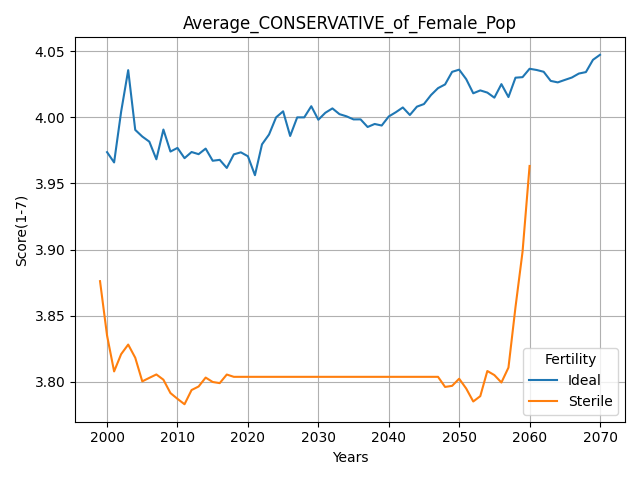 Average_CONSERVATIVE_of_Female_Pop
Score(1-7)
4.05
4.00
3.95
3.90
3.85
3.80
Fertility
Ideal
Sterile
2000 2010 2020 2030 2040 2050 2060 2070
Years